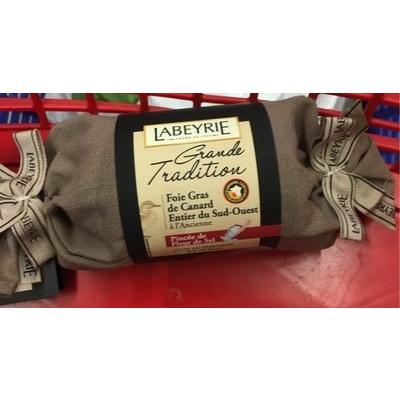 LABEYRIE
Grande
Tradition
Foie Gras
de Canard
Entier du Sud-Ouest
à l'Ancienne
Pincée de
Fleur de Sel
LABEYRIE
LABEYRIE